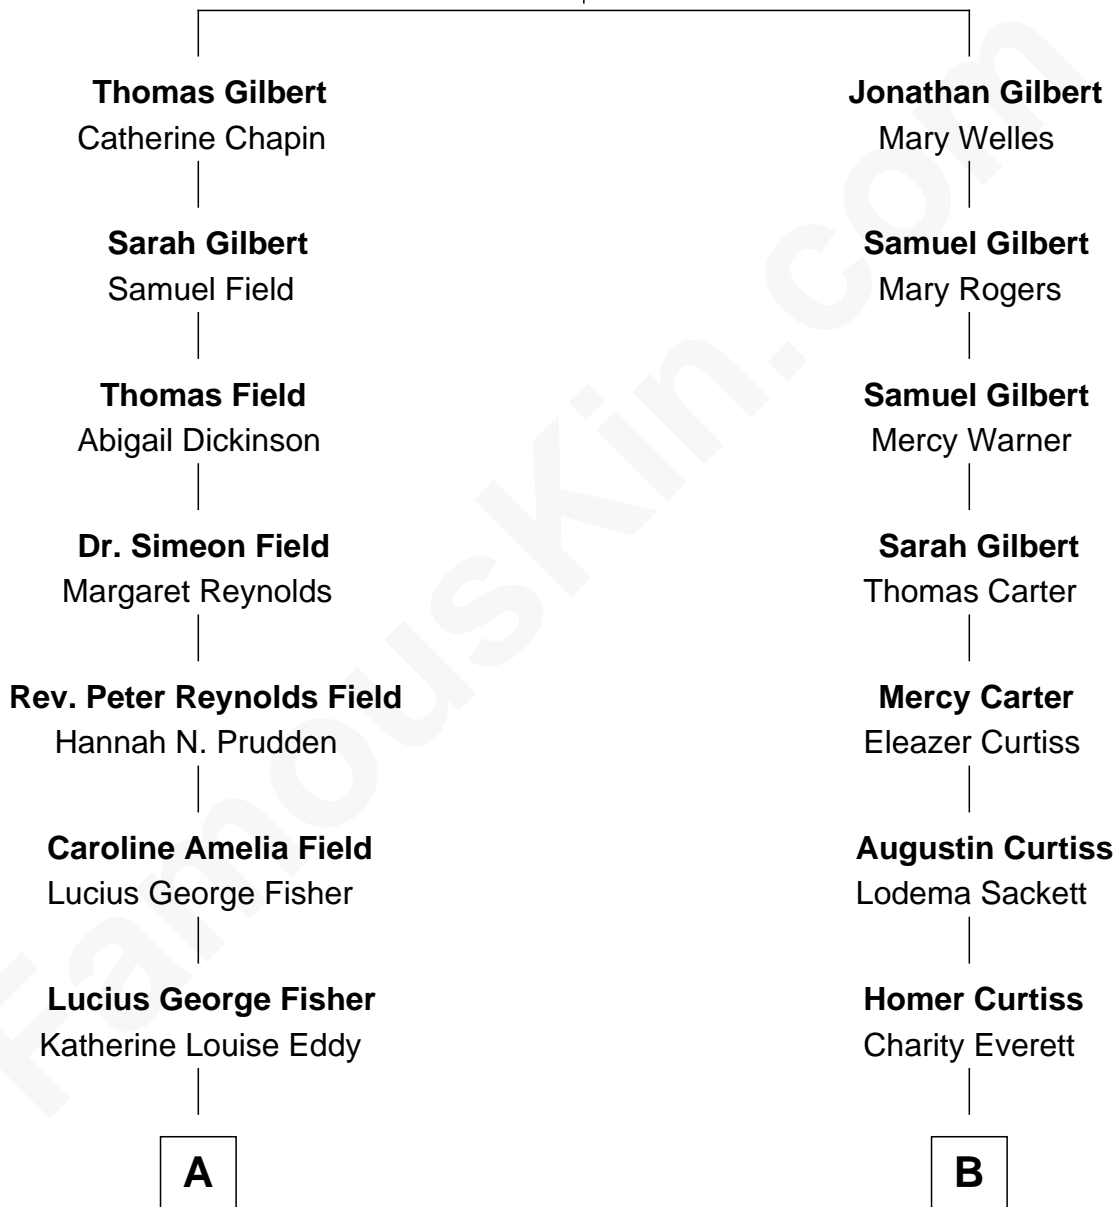 Thomas Gilbert
Catherine Chapin
Sarah Gilbert
Samuel Field
Thomas Field
Abigail Dickinson
Dr. Simeon Field
Margaret Reynolds
Rev. Peter Reynolds Field
Hannah N. Prudden
Caroline Amelia Field
Lucius George Fisher
Lucius George Fisher
Katherine Louise Eddy
A
Jonathan Gilbert
Mary Welles
Samuel Gilbert
Mary Rogers
Samuel Gilbert
Mercy Warner
Sarah Gilbert
Thomas Carter
Mercy Carter
Eleazer Curtiss
Augustin Curtiss
Lodema Sackett
Homer Curtiss
Charity Everett
B
FamousKin.com